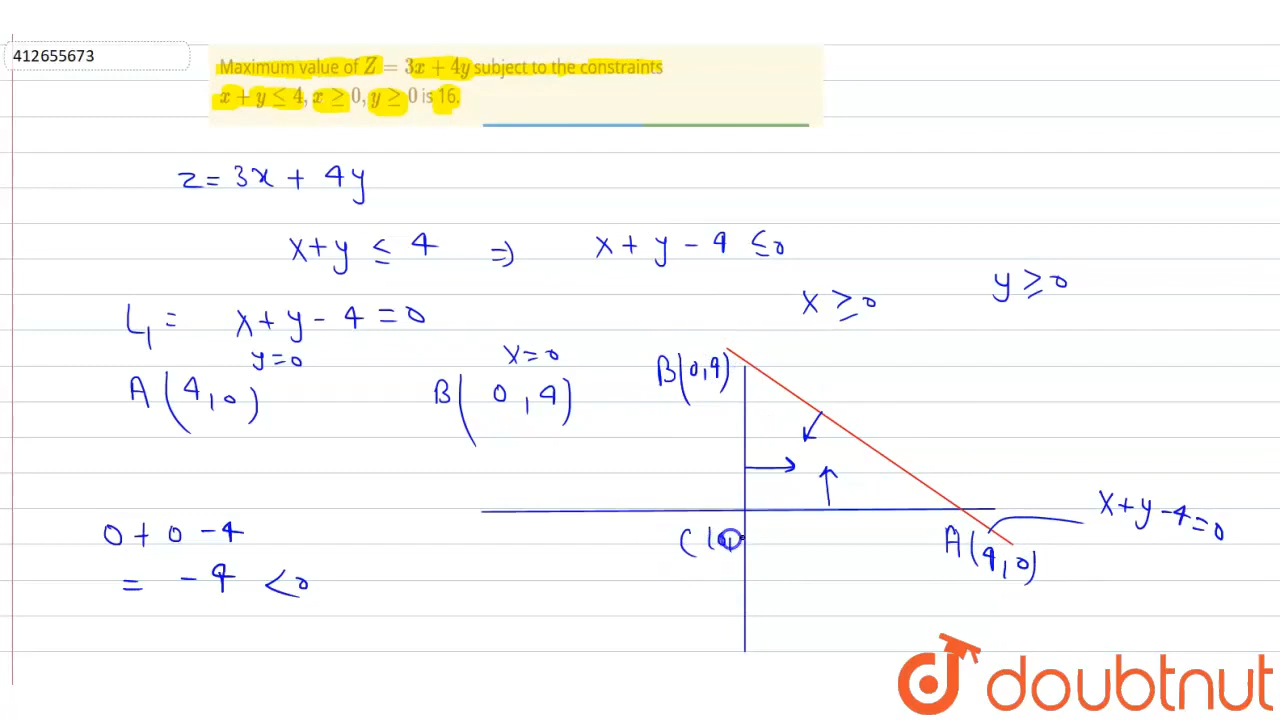 412655673
Maximum value of Z = 3x + 4y subject to the constraints
x + y ≤ 4, x ≥ 0, y ≥ 0 is 16.
z = 3x + 4y
x + y ≤ 4 ⇒ x + y - 4 ≤ 0
x ≥ 0 y ≥ 0
L₁ = x + y - 4 = 0
y = 0 x = 0
A (4, 0) B (0, 4)
B(0, 4)
0 + 0 - 4
= -4 < 0
A(4, 0)
x + y - 4 = 0
doubtnut